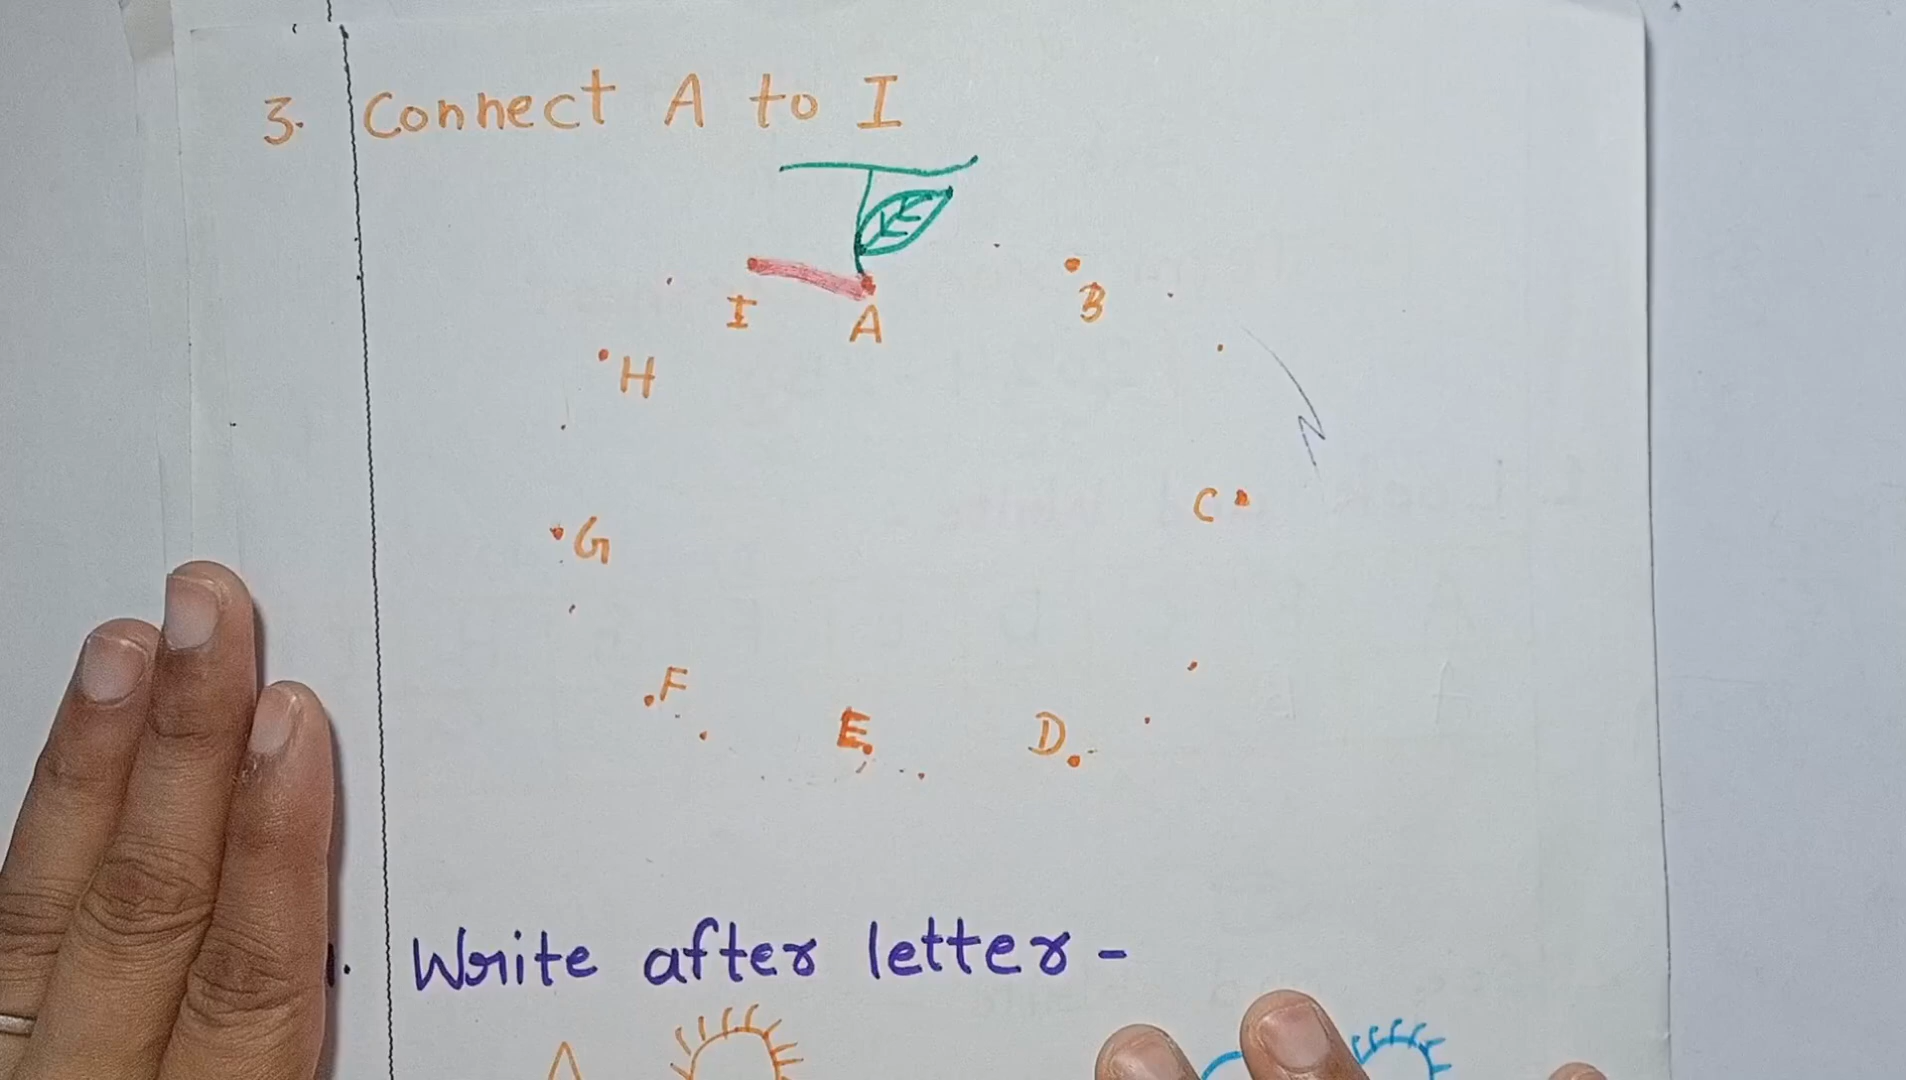 3. Connect A to I
I A B
H
C
G
F E D
Write after letter -